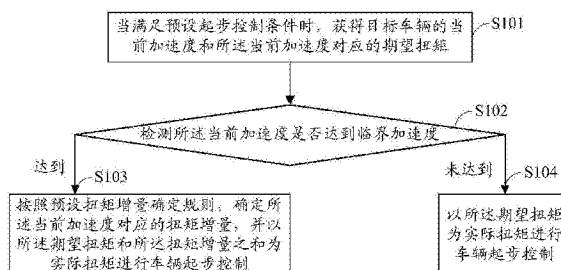 当满足预设起步控制条件时，获得目标车辆的当
前加速度和所述当前加速度对应的期望扭矩
S101
检测所述当前加速度是否达到临界加速度
S102
达到
S103
未达到
S104
按照预设扭矩增量确定规则，确定所
述当前加速度对应的扭矩增量，并以
所述期望扭矩和所述扭矩增量之和为
实际扭矩进行车辆起步控制
以所述期望扭矩
为实际扭矩进行
车辆起步控制